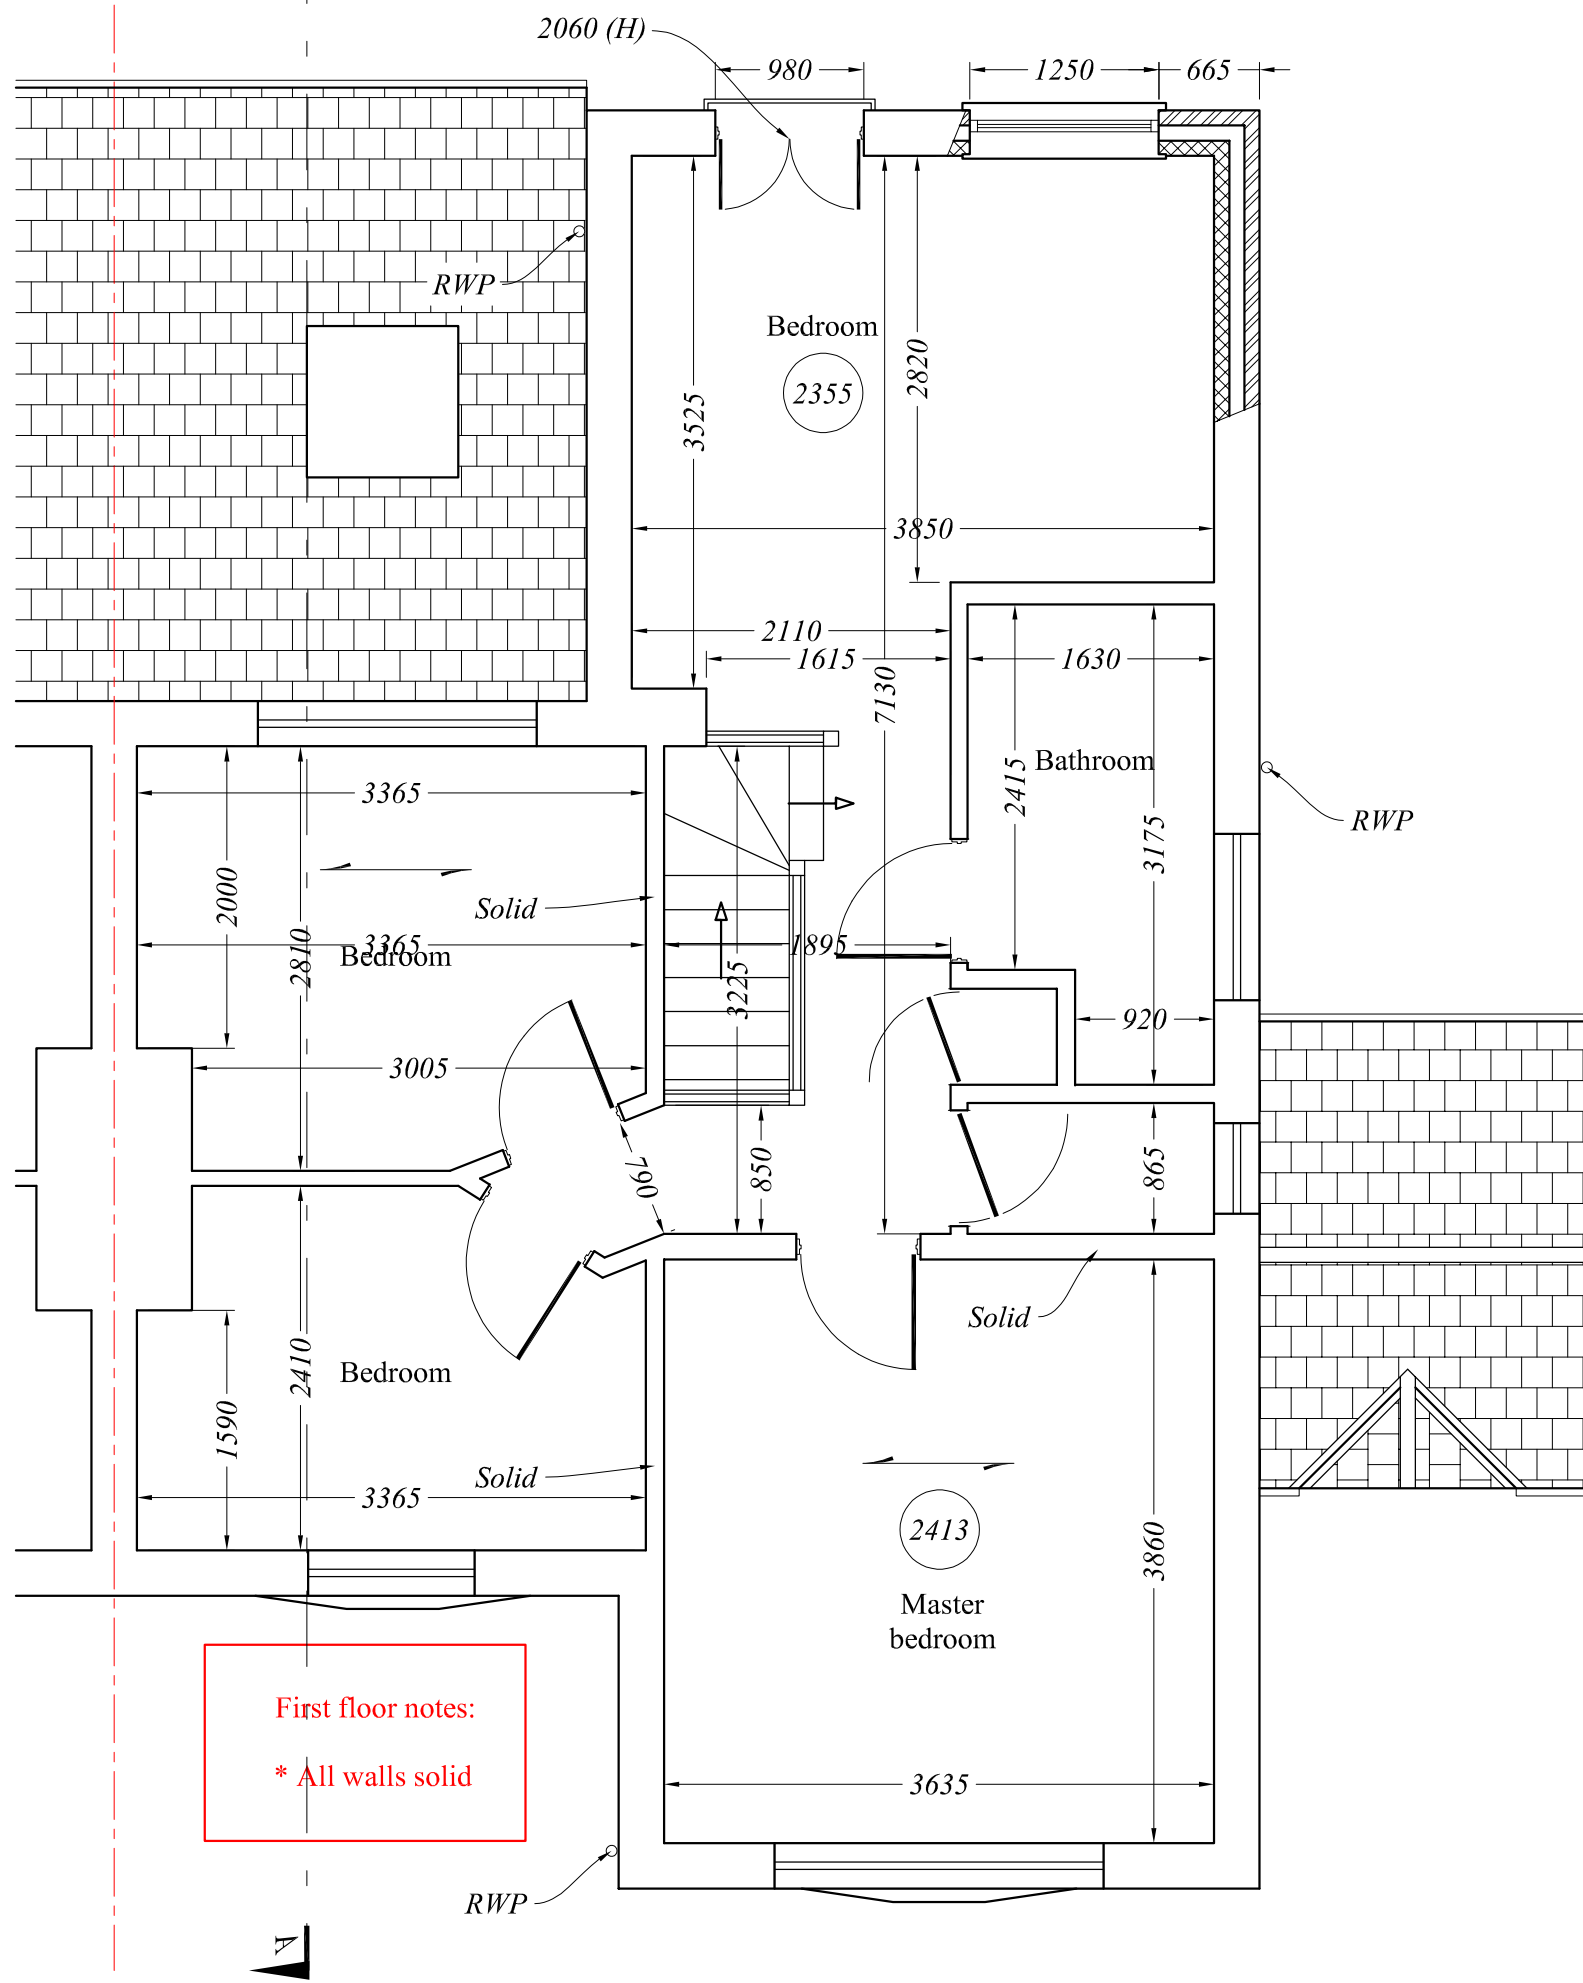 2060 (H)
980
1250
665
RWP
Bedroom
2355
2820
3525
3850
2110
1615
1630
7130
Bathroom
2415
3175
RWP
3365
2000
2810
Solid
3365
Bedroom
1895
3225
920
3005
790
850
865
Solid
2410
Bedroom
1590
Solid
3365
2413
3860
Master
bedroom
First floor notes:
* All walls solid
3635
RWP
A